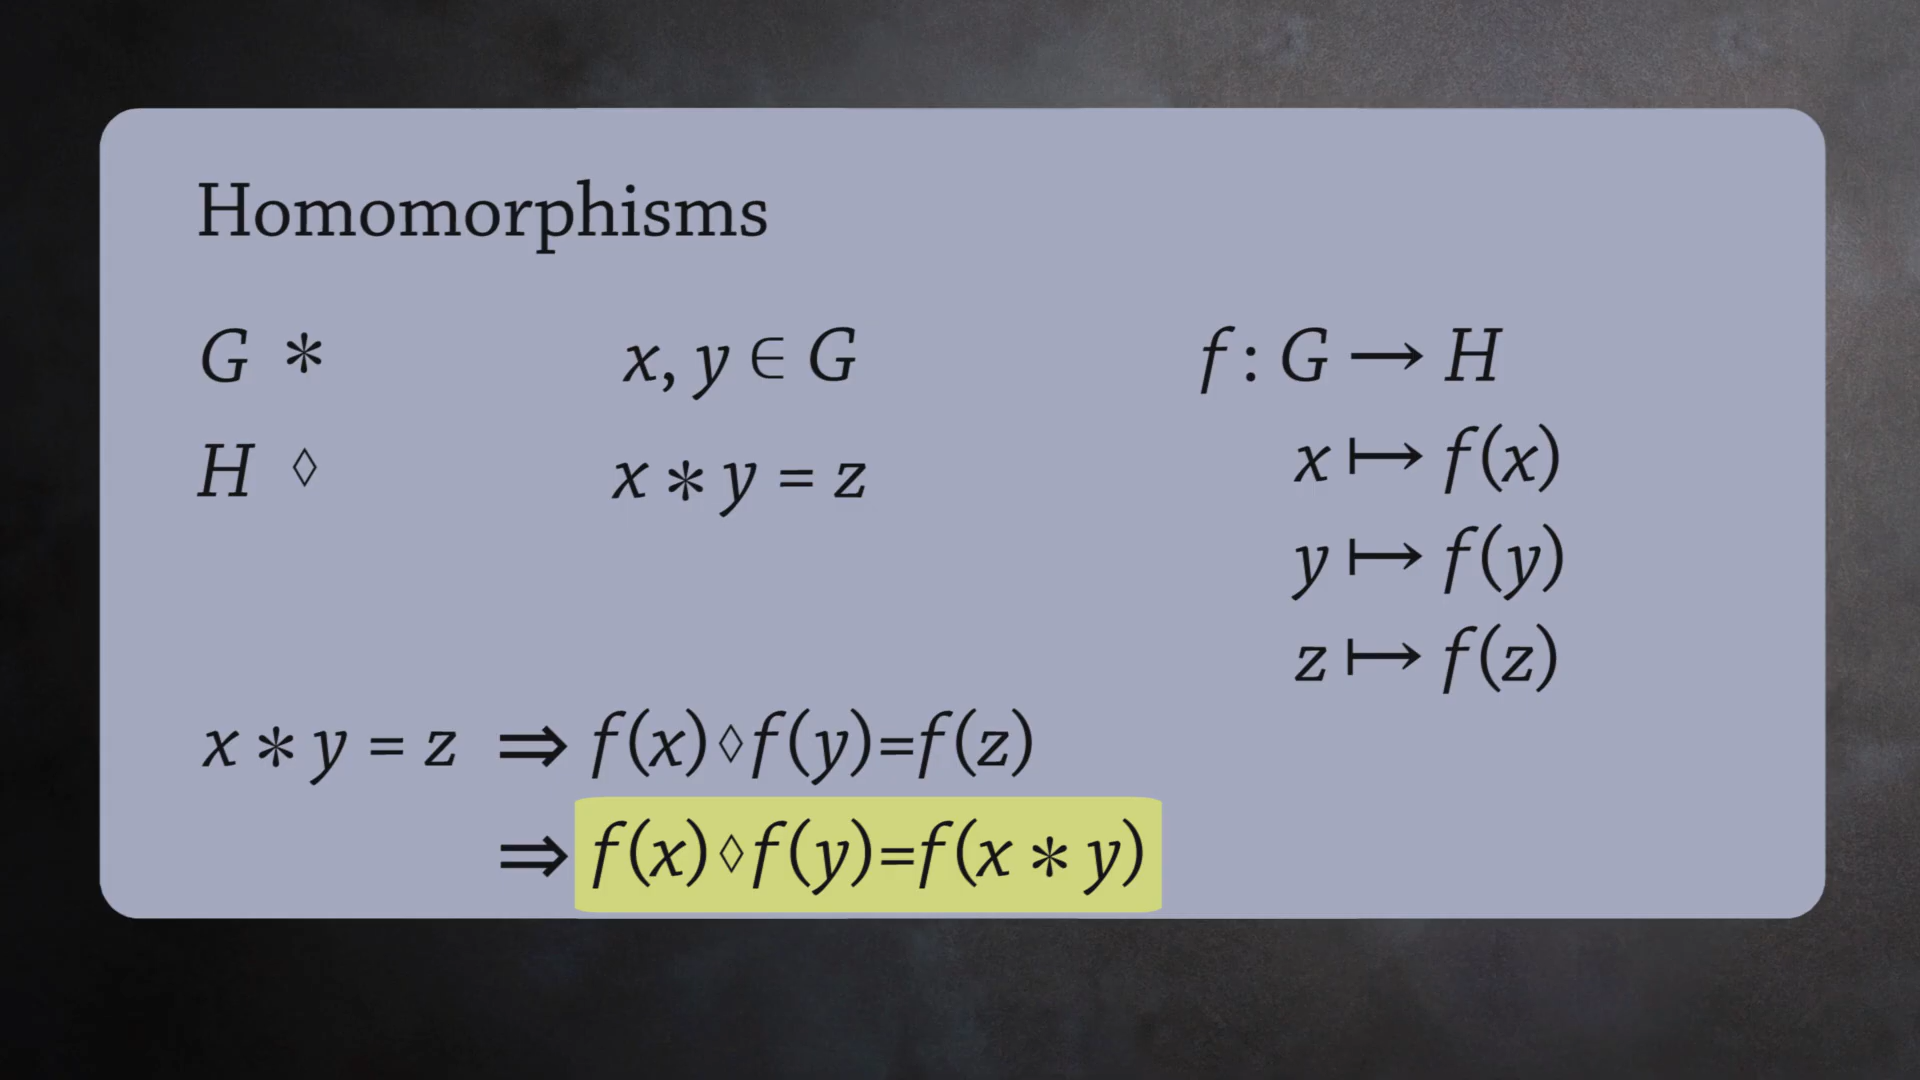 Homomorphisms
G * x, y ∈ G f : G ⟶ H
H ◊ x * y = z x ⟼ f(x)
y ⟼ f(y)
z ⟼ f(z)
x * y = z ⇒ f(x)◊f(y)=f(z)
⇒ f(x)◊f(y)=f(x * y)